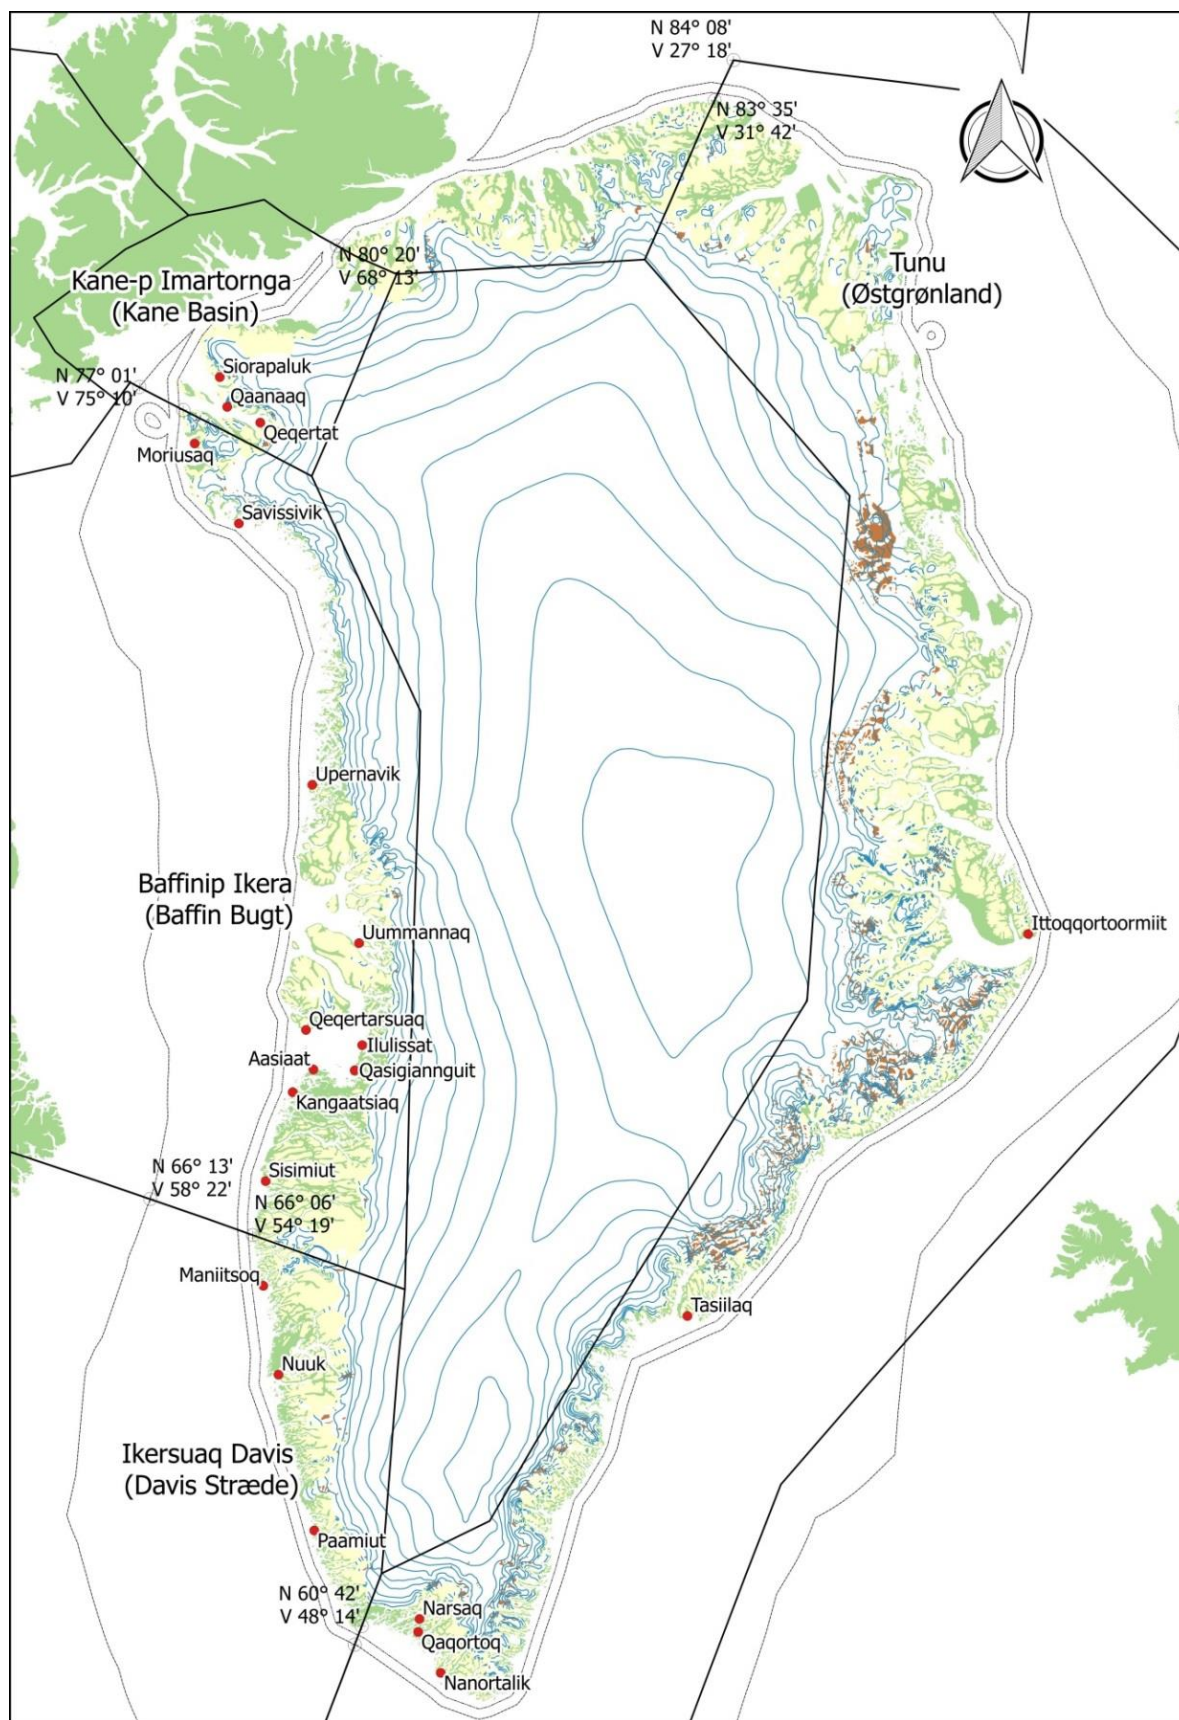 N 84° 08'
V 27° 18'
N 83° 35'
V 31° 42'
N 80° 20'
V 68° 13'
Tunu
(Østgrønland)
Kane-p Imartornga
(Kane Basin)
Siorapaluk
N 77° 01'
V 75° 10'
Qaanaaq
Qeqertat
Moriusaq
Savissivik
Upernavik
Baffinip Ikera
(Baffin Bugt)
Uummannaq
Ittoqqortoormiit
Qeqertarsuaq
Ilulissat
Aasiaat
Qasigiannguit
Kangaatsiaq
N 66° 13'
V 58° 22'
Sisimiut
N 66° 06'
V 54° 19'
Maniitsoq
Tasiilaq
Nuuk
Ikersuaq Davis
(Davis Stræde)
Paamiut
N 60° 42'
V 48° 14'
Narsaq
Qaqortoq
Nanortalik